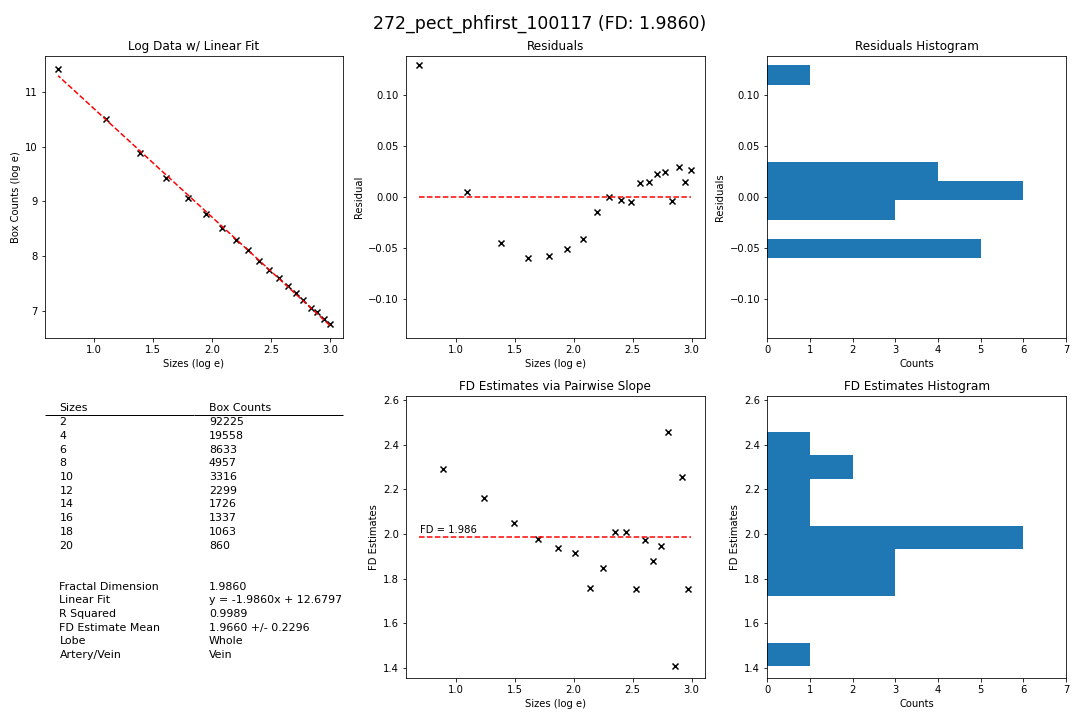 272_pect_phfirst_100117 (FD: 1.9860)
Log Data w/ Linear Fit
Box Counts (log e)
11
10
9
8
7
1.0 1.5 2.0 2.5 3.0
Sizes (log e)
Residuals
Residual
0.10
0.05
0.00
−0.05
−0.10
1.0 1.5 2.0 2.5 3.0
Sizes (log e)
Residuals Histogram
Residuals
0.10
0.05
0.00
−0.05
−0.10
0 1 2 3 4 5 6 7
Counts
Sizes Box Counts
2 92225
4 19558
6 8633
8 4957
10 3316
12 2299
14 1726
16 1337
18 1063
20 860
Fractal Dimension 1.9860
Linear Fit y = -1.9860x + 12.6797
R Squared 0.9989
FD Estimate Mean 1.9660 +/- 0.2296
Lobe Whole
Artery/Vein Vein
FD Estimates via Pairwise Slope
FD Estimates
2.6
2.4
2.2
2.0
1.8
1.6
1.4
FD = 1.986
1.0 1.5 2.0 2.5 3.0
Sizes (log e)
FD Estimates Histogram
FD Estimates
2.6
2.4
2.2
2.0
1.8
1.6
1.4
0 1 2 3 4 5 6 7
Counts